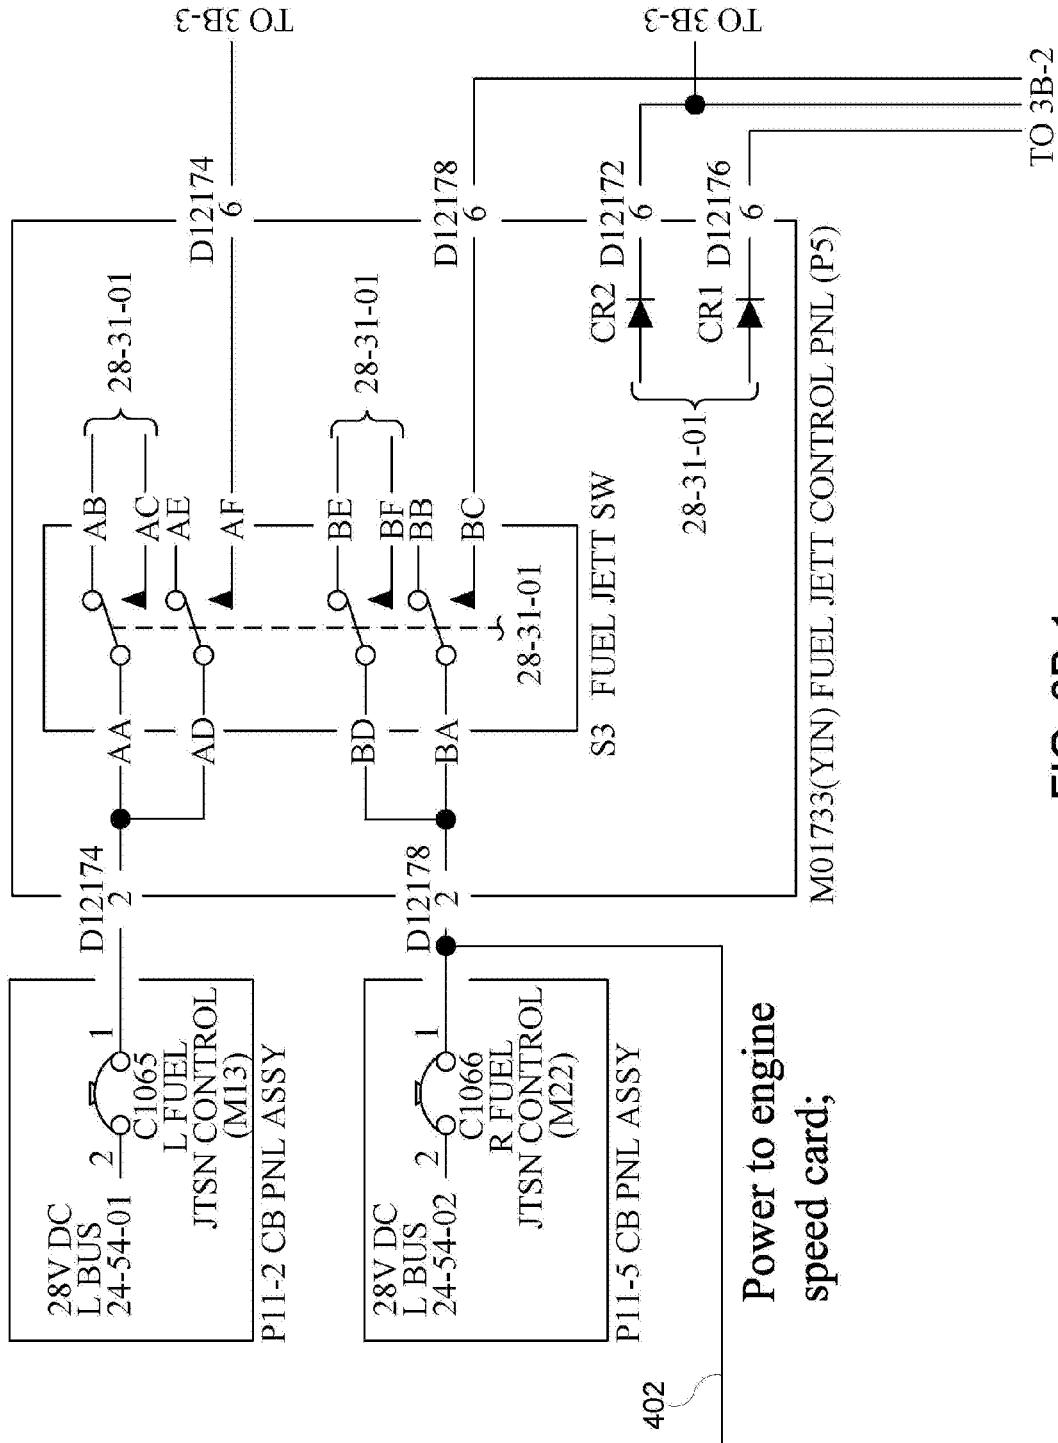 28V DC
L BUS
24-54-01
2
1
C1065
L FUEL
JTSN CONTROL
(M13)
P11-2 CB PNL ASSY
28V DC
L BUS
24-54-02
2
1
C1066
R FUEL
JTSN CONTROL
(M22)
P11-5 CB PNL ASSY
402
Power to engine
speed card;
D12174
2
D12178
2
AA
AD
BD
BA
AB
AC
AE
AF
BE
BF
BB
BC
28-31-01
28-31-01
28-31-01
S3 FUEL JETT SW
28-31-01
CR2
CR1
D12174
6
D12178
6
D12172
6
D12176
6
M01733(YIN) FUEL JETT CONTROL PNL (P5)
TO 3B-3
TO 3B-3
TO 3B-2